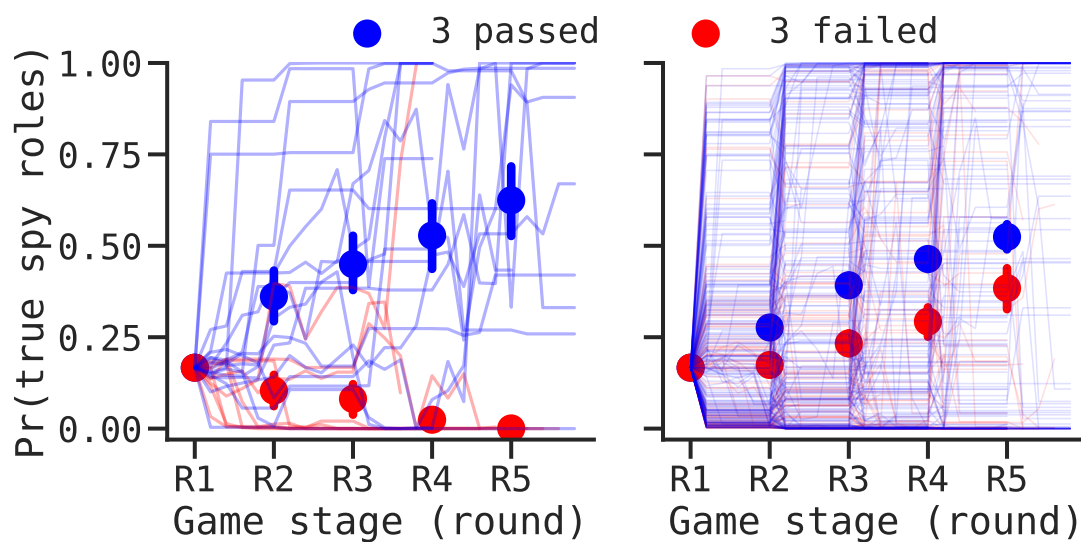 3 passed
3 failed
Pr(true spy roles)
1.00
0.75
0.50
0.25
0.00
R1 R2 R3 R4 R5
R1 R2 R3 R4 R5
Game stage (round)
Game stage (round)